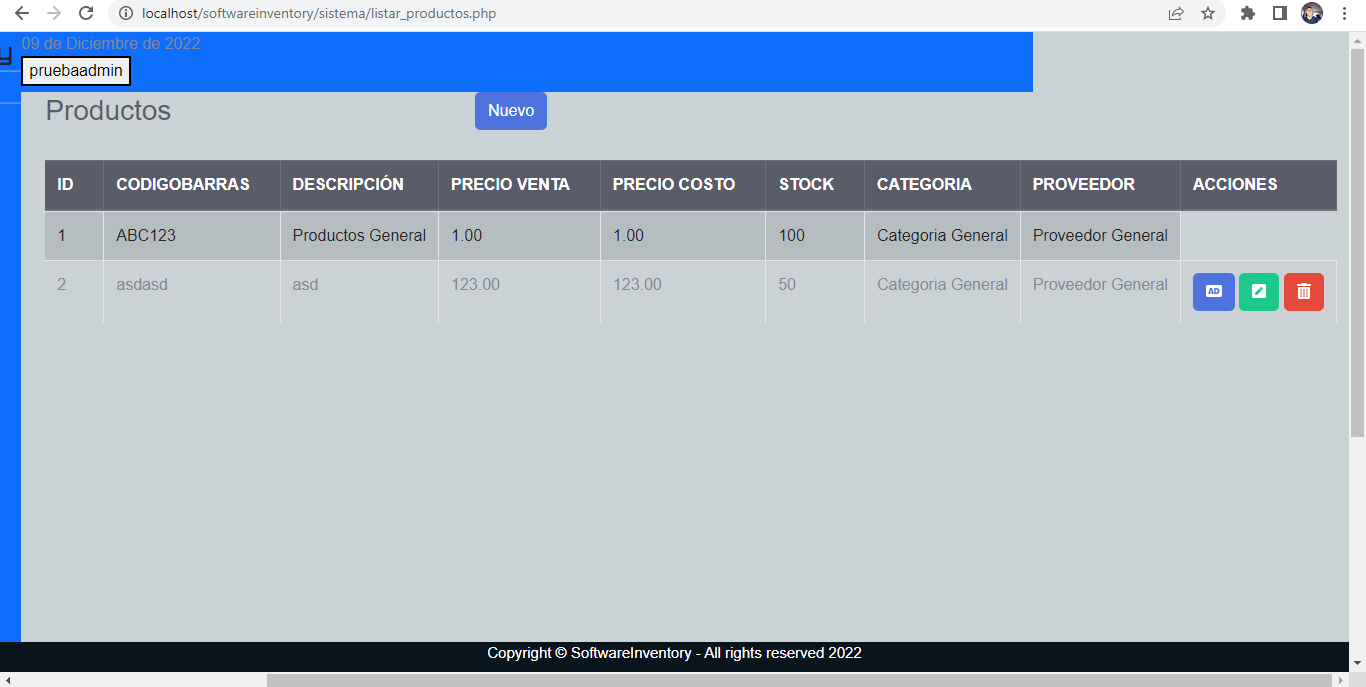 localhost/softwareinventory/sistema/listar_productos.php
y 09 de Diciembre de 2022
pruebaadmin
Productos Nuevo
ID CODIGOBARRAS DESCRIPCIÓN PRECIO VENTA PRECIO COSTO STOCK CATEGORIA PROVEEDOR ACCIONES
1 ABC123 Productos General 1.00 1.00 100 Categoria General Proveedor General
2 asdasd asd 123.00 123.00 50 Categoria General Proveedor General AD
Copyright © SoftwareInventory - All rights reserved 2022